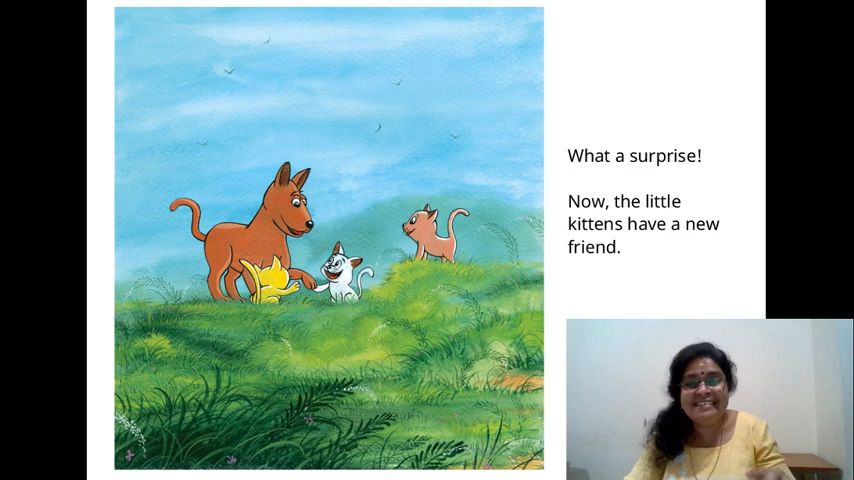 What a surprise!
Now, the little
kittens have a new
friend.